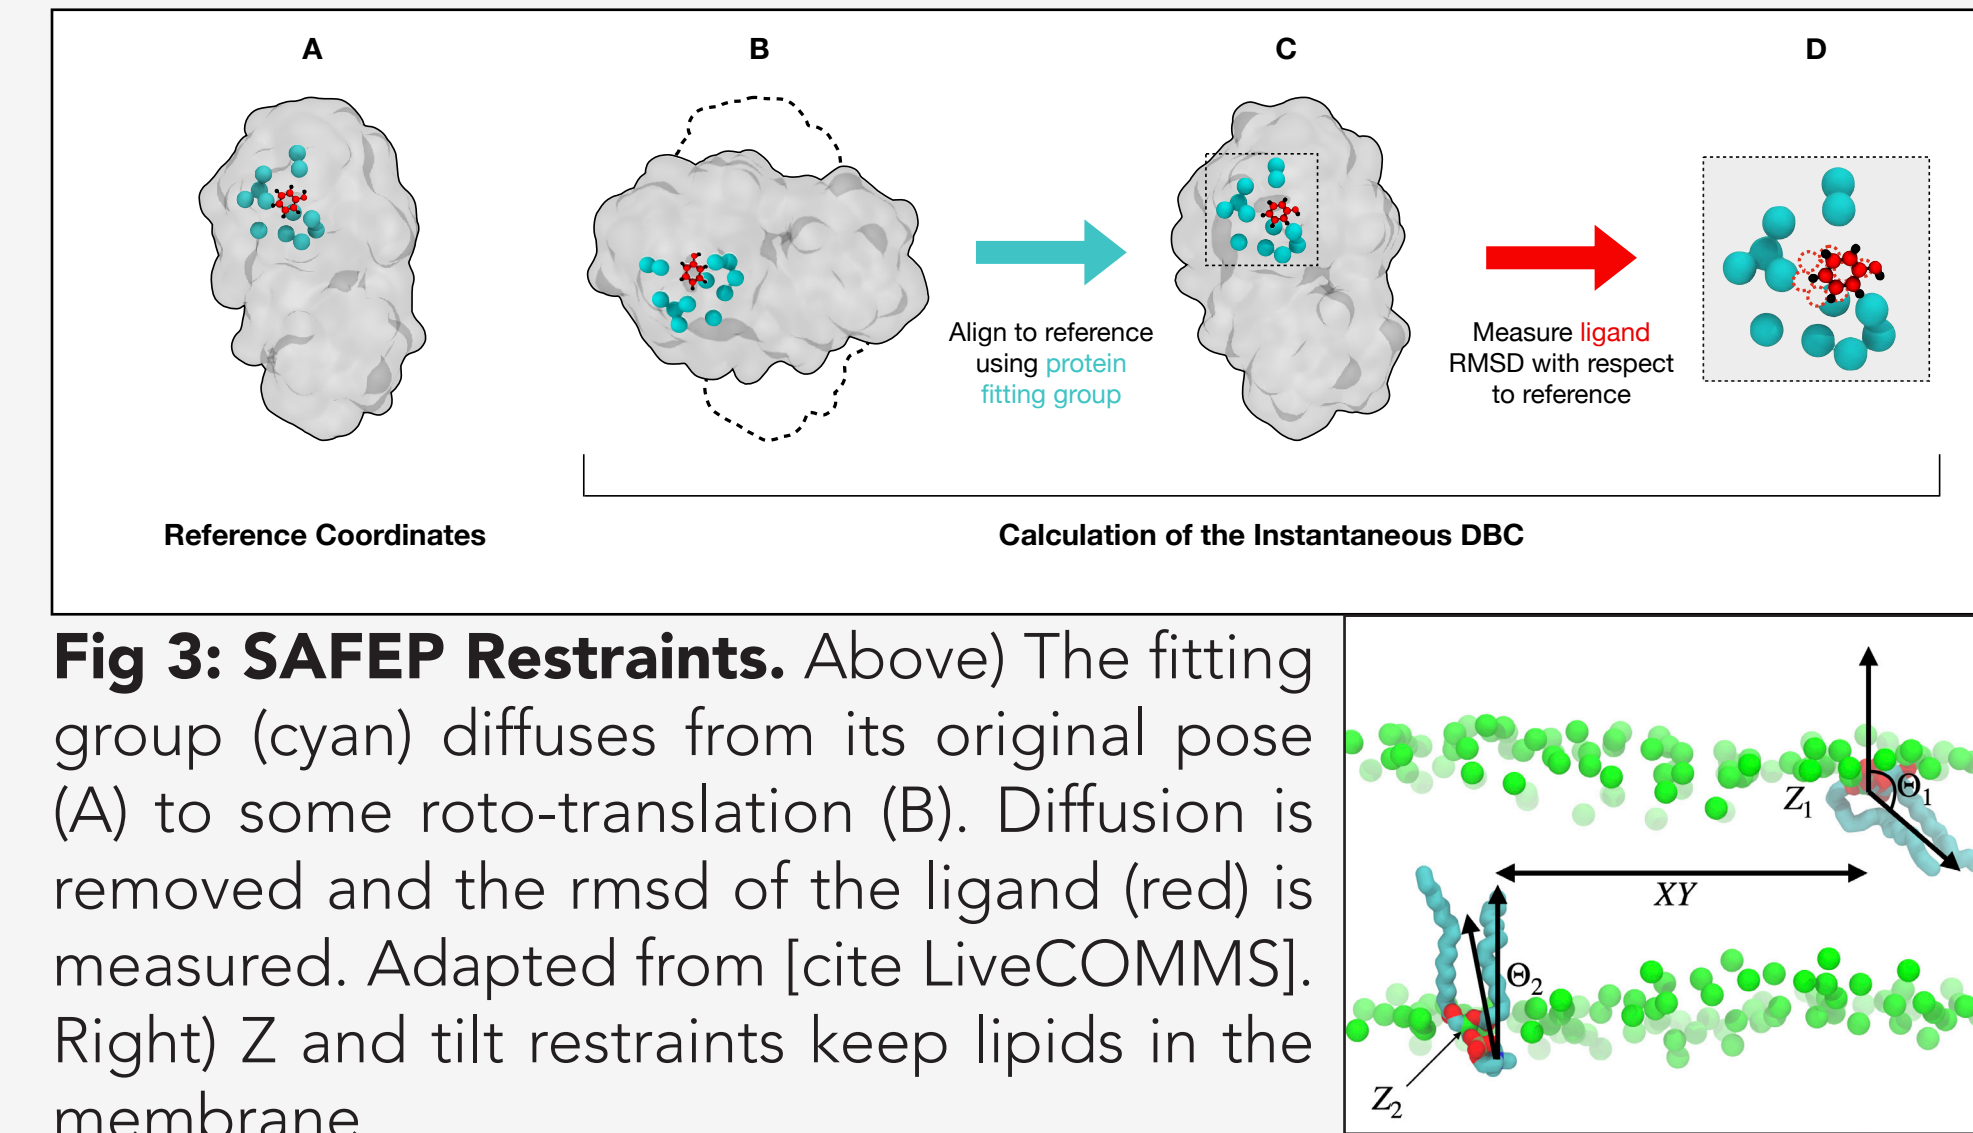 A
B
C
D
Align to reference
using protein
fitting group
Measure ligand
RMSD with respect
to reference
Reference Coordinates
Calculation of the Instantaneous DBC
Fig 3: SAFEP Restraints. Above) The fitting
group (cyan) diffuses from its original pose
(A) to some roto-translation (B). Diffusion is
removed and the rmsd of the ligand (red) is
measured. Adapted from [cite LiveCOMMS].
Right) Z and tilt restraints keep lipids in the
membrane
Z₁
Θ₁
XY
Θ₂
Z₂